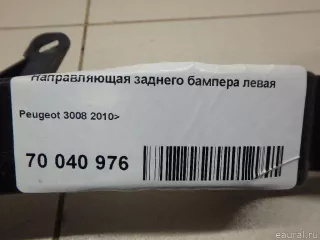 Направляющая заднего бампера левая
Peugeot 3008 2010>
70 040 976
eaural.ru